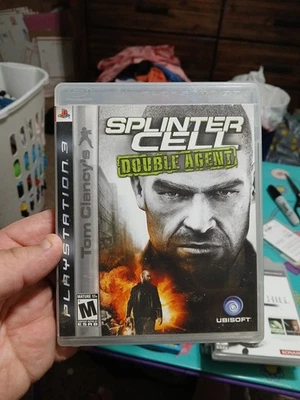 SPLINTER
CELL
DOUBLE AGENT
Tom Clancy's
PLAYSTATION 3
MATURE 17+
M
ESRB
UBISOFT